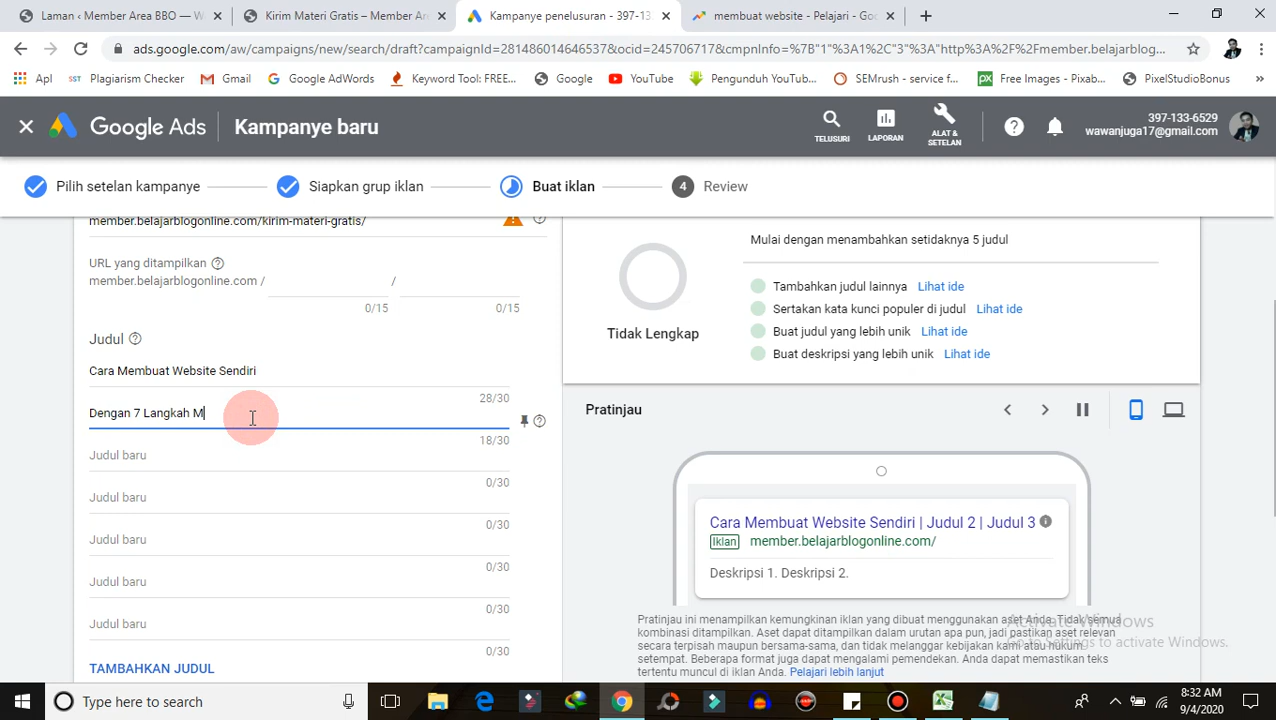 Laman ‹ Member Area BBO — W
Kirim Materi Gratis – Member Ar
Kampanye penelusuran - 397-13
membuat website - Pelajari - Goo
ads.google.com/aw/campaigns/new/search/draft?campaignId=281486014646537&ocid=245706717&cmpnInfo=%7B"1"%3A1%2C"3"%3A"http%3A%2F%2Fmember.belajarblog...
Apl
Plagiarism Checker
Gmail
Google AdWords
Keyword Tool: FREE...
Google
YouTube
Pengunduh YouTub...
SEMrush - service f...
Free Images - Pixab...
PixelStudioBonus
Google Ads
Kampanye baru
TELUSURI
LAPORAN
ALAT &
SETELAN
397-133-6529
wawanjuga17@gmail.com
Pilih setelan kampanye
Siapkan grup iklan
Buat iklan
4
Review
member.belajarblogonline.com/kirim-materi-gratis/
URL yang ditampilkan
member.belajarblogonline.com /
/
0/15
0/15
Judul
Cara Membuat Website Sendiri
28/30
Dengan 7 Langkah M
18/30
Judul baru
0/30
Judul baru
0/30
Judul baru
0/30
Judul baru
0/30
Judul baru
0/30
TAMBAHKAN JUDUL
Tidak Lengkap
Mulai dengan menambahkan setidaknya 5 judul
Tambahkan judul lainnya Lihat ide
Sertakan kata kunci populer di judul Lihat ide
Buat judul yang lebih unik Lihat ide
Buat deskripsi yang lebih unik Lihat ide
Pratinjau
Cara Membuat Website Sendiri | Judul 2 | Judul 3
Iklan member.belajarblogonline.com/
Deskripsi 1. Deskripsi 2.
Pratinjau ini menampilkan kemungkinan iklan yang dibuat menggunakan aset Anda. Tidak semua
kombinasi ditampilkan. Aset dapat ditampilkan dalam urutan apa pun, jadi pastikan aset relevan
secara terpisah maupun bersama-sama, dan tidak melanggar kebijakan kami atau hukum
setempat. Beberapa format juga dapat mengalami pemendekan. Anda dapat memastikan teks
tertentu muncul di iklan Anda. Pelajari lebih lanjut
Activate Windows
Go to Settings to activate Windows.
Type here to search
8:32 AM
9/4/2020